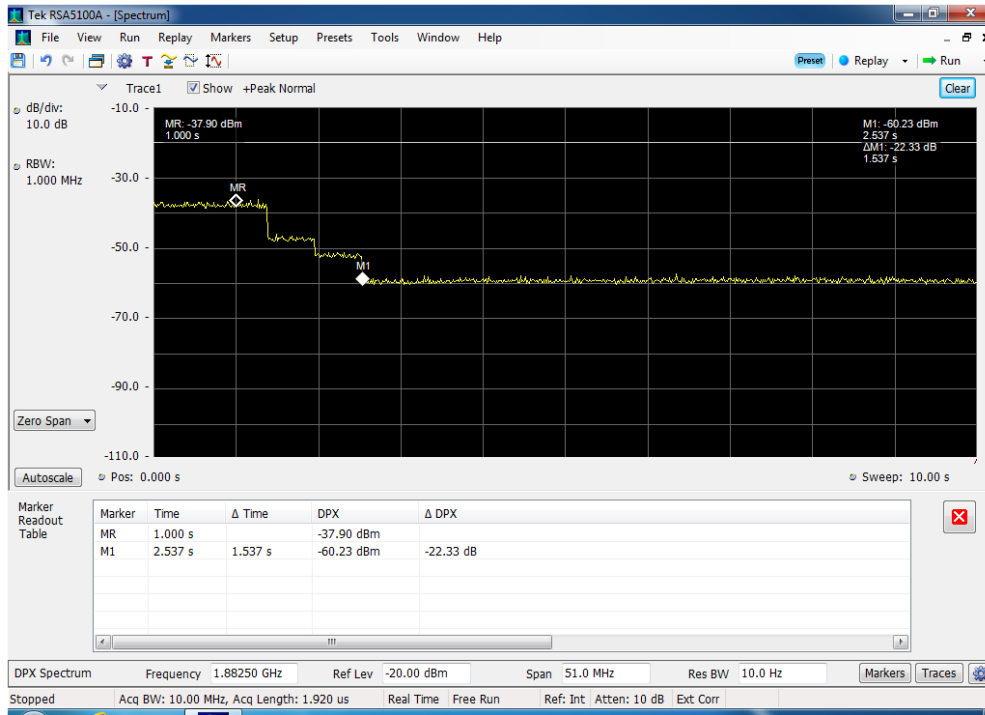 Tek RSA5100A - [Spectrum]
File View Run Replay Markers Setup Presets Tools Window Help
T Preset Replay Run
Trace1 Show +Peak Normal Clear
dB/div:
10.0 dB
RBW:
1.000 MHz
-10.0
-30.0
-50.0
-70.0
-90.0
-110.0
MR: -37.90 dBm
1.000 s
M1: -60.23 dBm
2.537 s
ΔM1: -22.33 dB
1.537 s
MR
M1
Zero Span
Autoscale Pos: 0.000 s Sweep: 10.00 s
Marker
Readout
Table
Marker Time Δ Time DPX Δ DPX
MR 1.000 s -37.90 dBm
M1 2.537 s 1.537 s -60.23 dBm -22.33 dB
DPX Spectrum Frequency 1.88250 GHz Ref Lev -20.00 dBm Span 51.0 MHz Res BW 10.0 Hz Markers Traces
Stopped Acq BW: 10.00 MHz, Acq Length: 1.920 us Real Time Free Run Ref: Int Atten: 10 dB Ext Corr